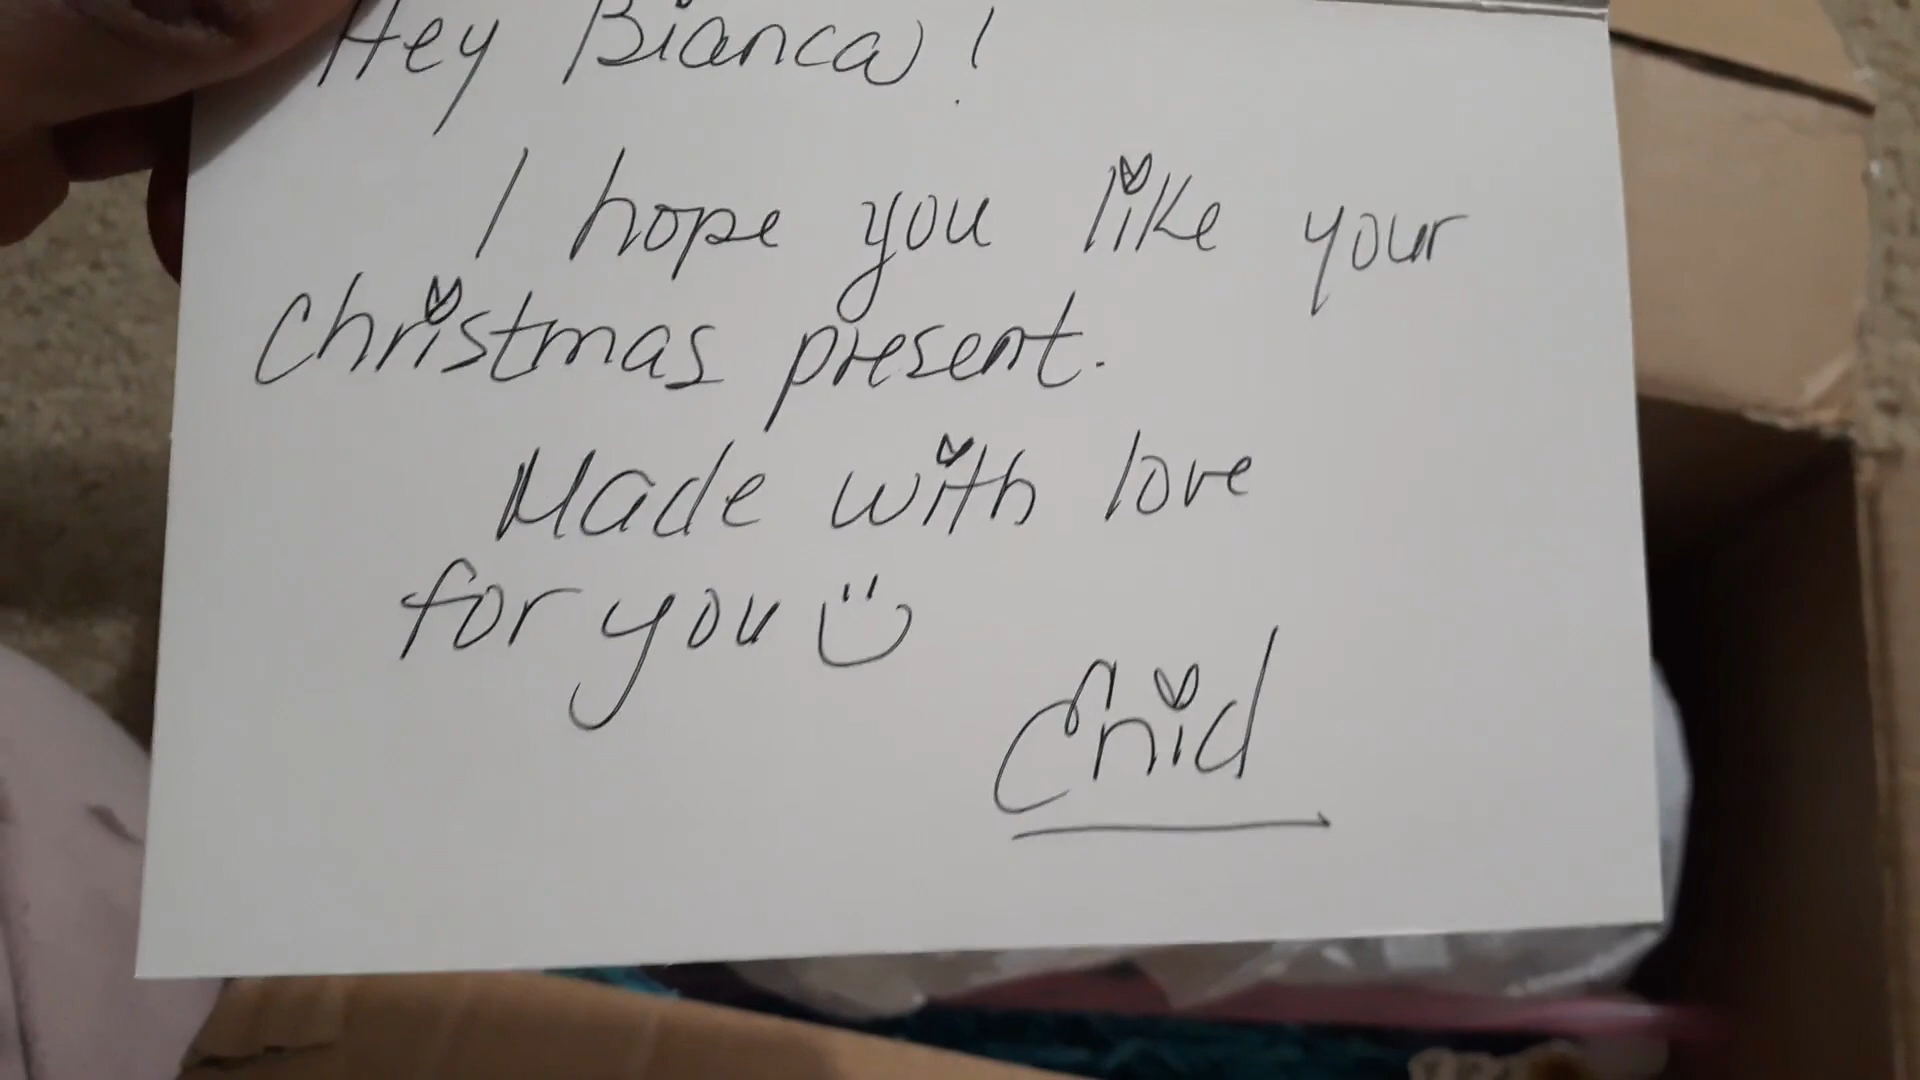 Hey Bianca!
I hope you like your
Christmas present.
Made with love
for you
Enid